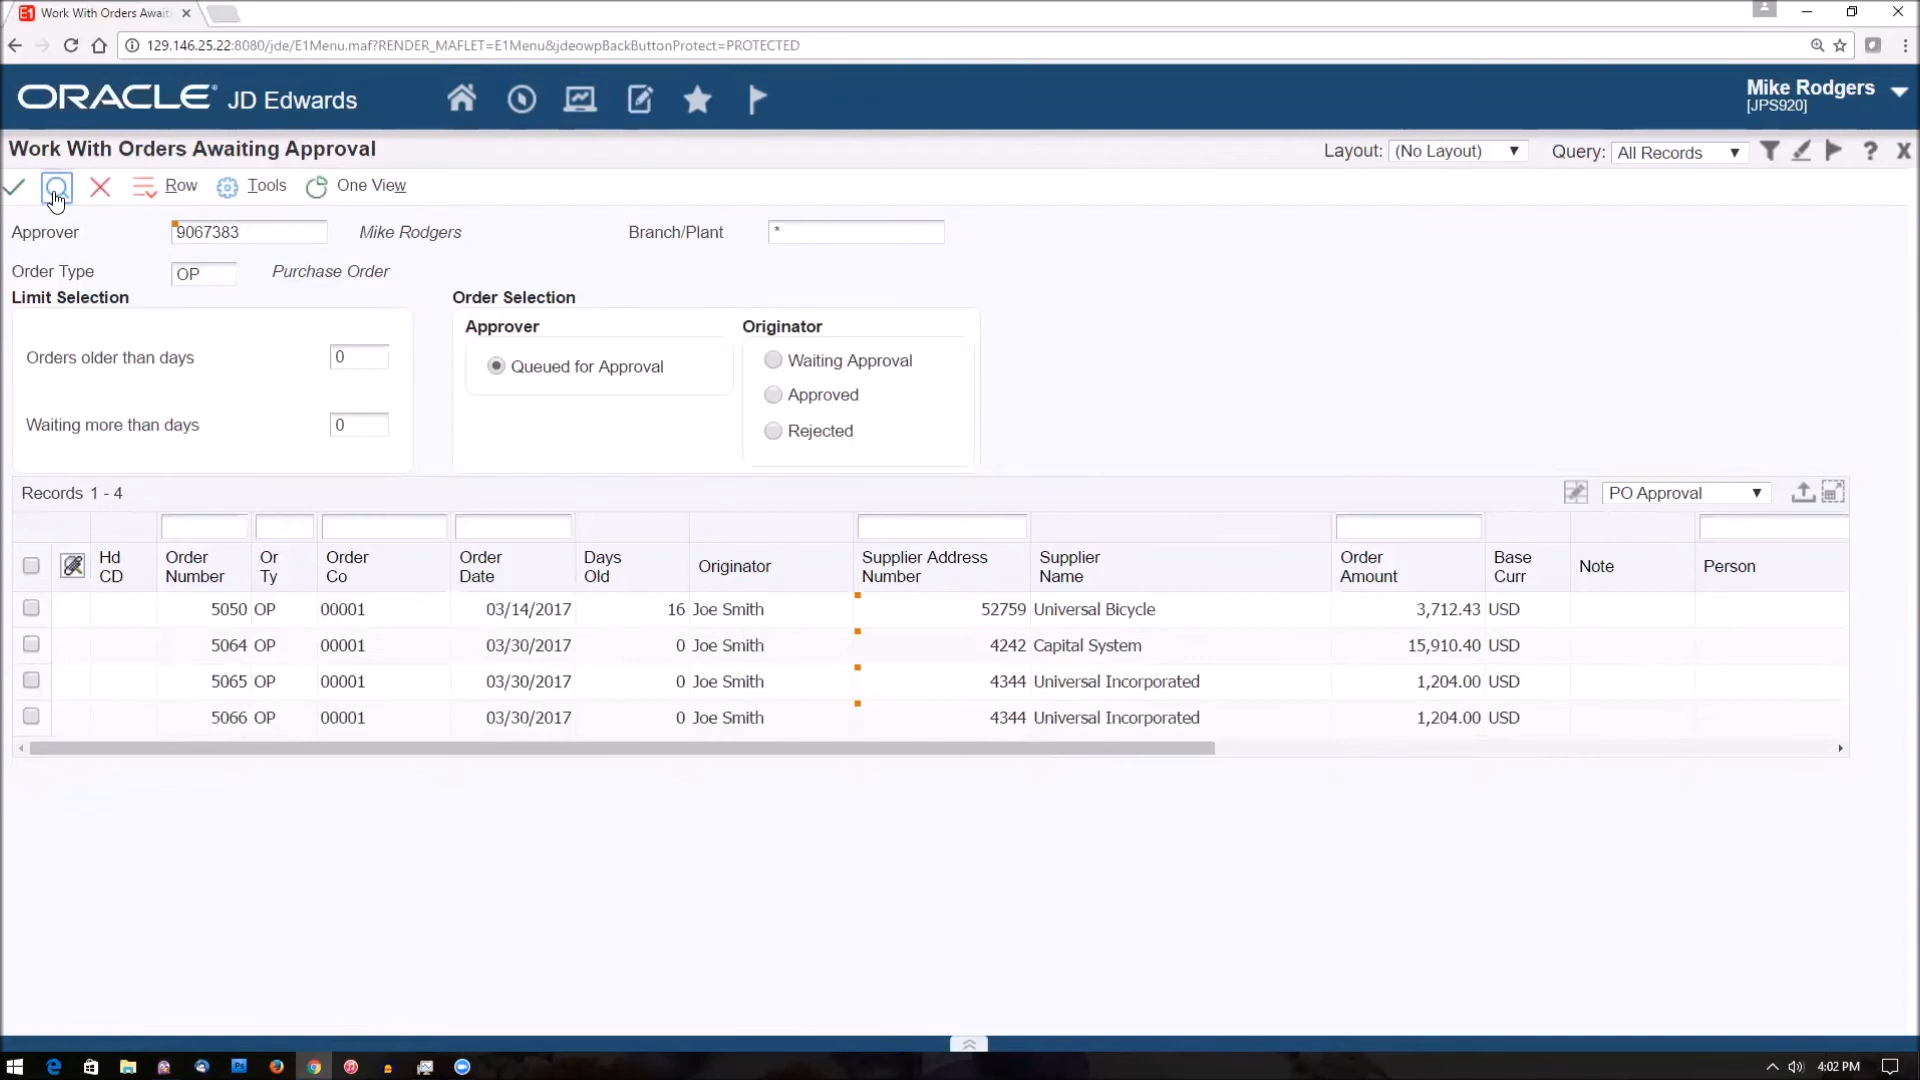 E1 Work With Orders Await
129.146.25.22:8080/jde/E1Menu.maf?RENDER_MAFLET=E1Menu&jdeowpBackButtonProtect=PROTECTED
ORACLE JD Edwards
Mike Rodgers
[JPS920]
Work With Orders Awaiting Approval
Layout: (No Layout)
Query: All Records
? X
Row Tools One View
Approver 9067383 Mike Rodgers Branch/Plant *
Order Type OP Purchase Order
Limit Selection Order Selection
Approver Originator
Orders older than days 0
Queued for Approval
Waiting Approval
Approved
Waiting more than days 0
Rejected
Records 1 - 4 PO Approval
Hd CD Order Number Or Ty Order Co Order Date Days Old Originator Supplier Address Number Supplier Name Order Amount Base Curr Note Person
5050 OP 00001 03/14/2017 16 Joe Smith 52759 Universal Bicycle 3,712.43 USD
5064 OP 00001 03/30/2017 0 Joe Smith 4242 Capital System 15,910.40 USD
5065 OP 00001 03/30/2017 0 Joe Smith 4344 Universal Incorporated 1,204.00 USD
5066 OP 00001 03/30/2017 0 Joe Smith 4344 Universal Incorporated 1,204.00 USD
4:02 PM